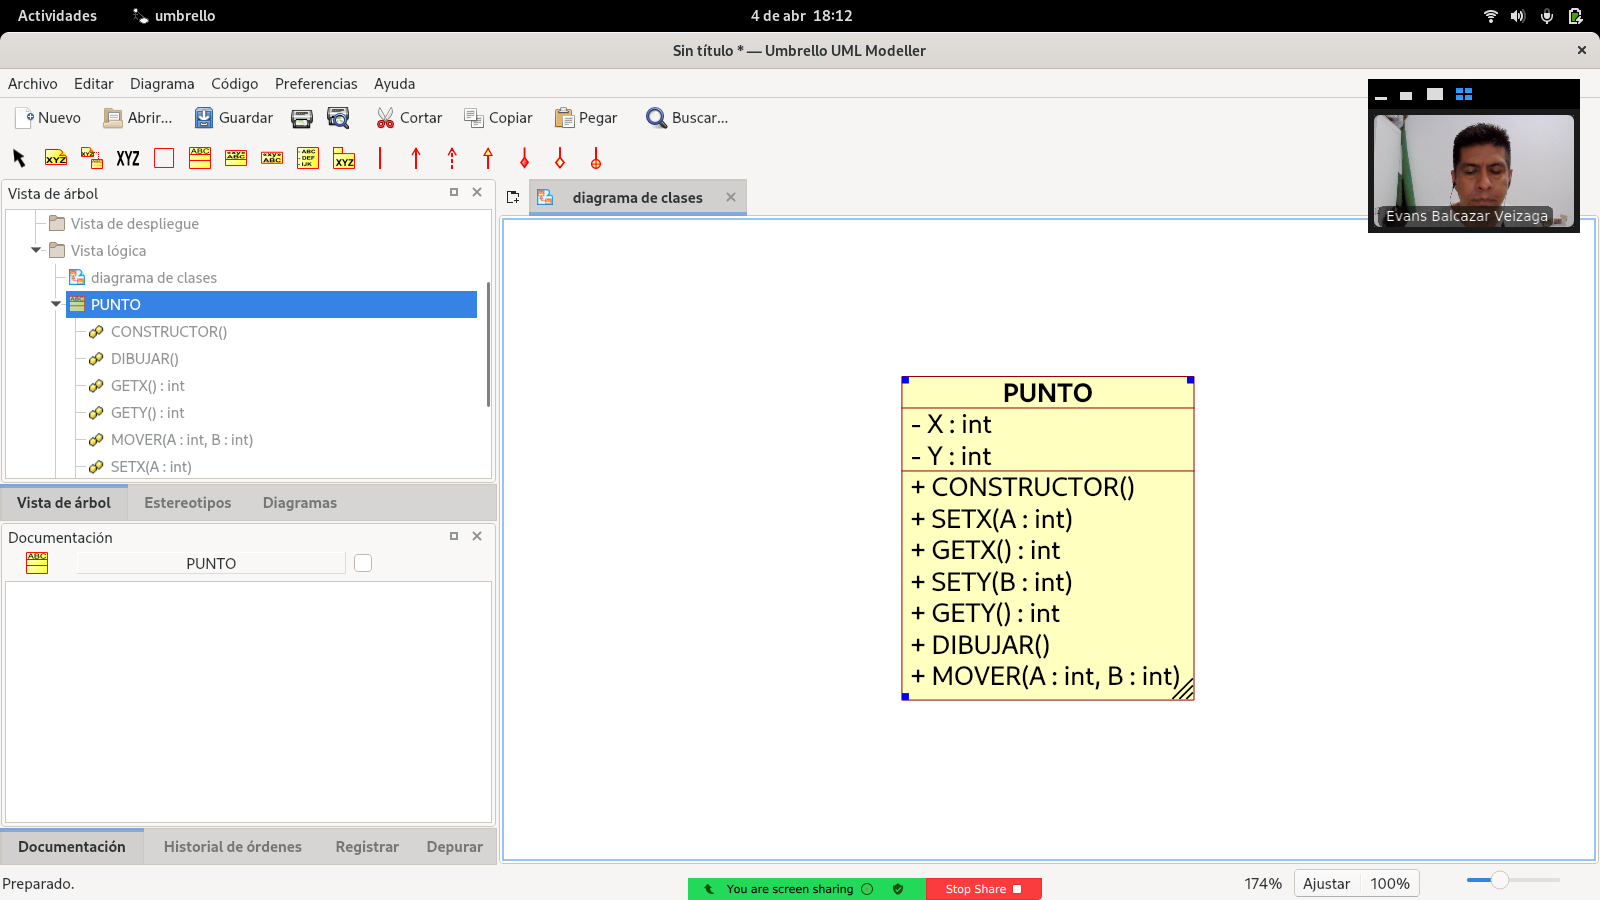 Actividades
umbrello
4 de abr 18:12
Sin título * — Umbrello UML Modeller
Archivo Editar Diagrama Código Preferencias Ayuda
Nuevo Abrir... Guardar Cortar Copiar Pegar Buscar...
XYZ
Vista de árbol
diagrama de clases
Evans Balcazar Veizaga
Vista de despliegue
Vista lógica
diagrama de clases
PUNTO
CONSTRUCTOR()
DIBUJAR()
GETX() : int
GETY() : int
MOVER(A : int, B : int)
SETX(A : int)
Vista de árbol Estereotipos Diagramas
Documentación
PUNTO
PUNTO
- X : int
- Y : int
+ CONSTRUCTOR()
+ SETX(A : int)
+ GETX() : int
+ SETY(B : int)
+ GETY() : int
+ DIBUJAR()
+ MOVER(A : int, B : int)
Documentación Historial de órdenes Registrar Depurar
Preparado.
You are screen sharing
Stop Share
174% Ajustar 100%